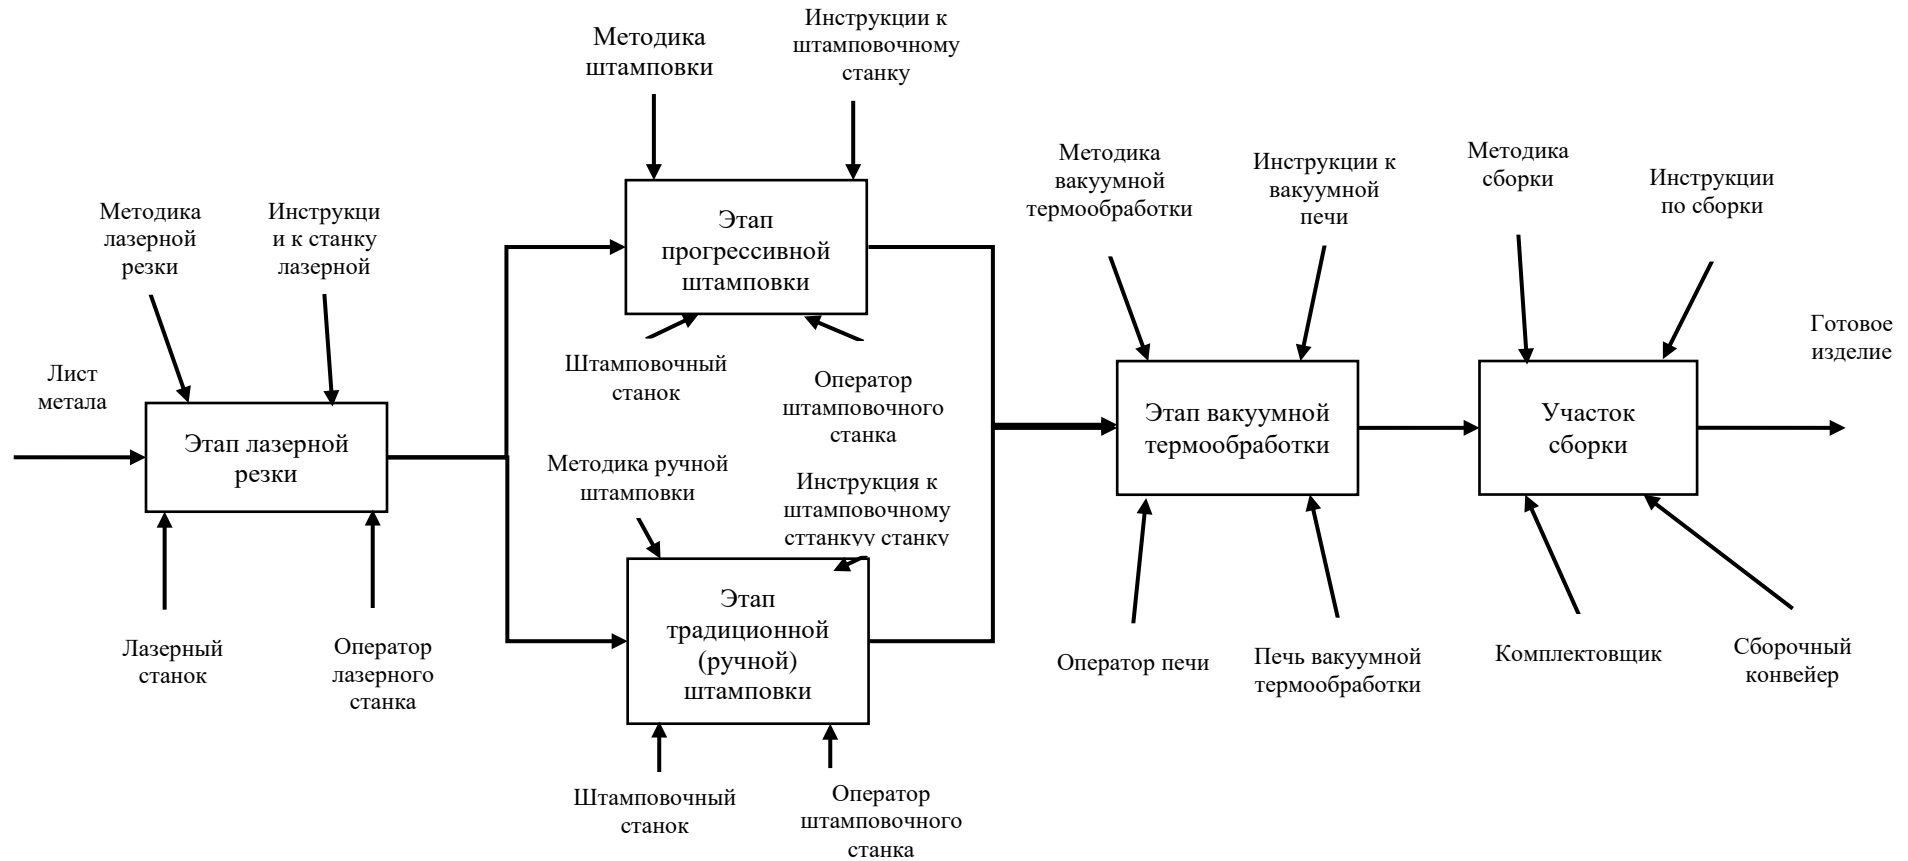 Методика
штамповки
Инструкции к
штамповочному
станку
Методика
лазерной
резки
Инструкци
и к станку
лазерной
Лист
метала
Этап лазерной
резки
Лазерный
станок
Оператор
лазерного
станка
Этап
прогрессивной
штамповки
Штамповочный
станок
Оператор
штамповочного
станка
Методика ручной
штамповки
Инструкция к
штамповочному
сттанкуу станку
Этап
традиционной
(ручной)
штамповки
Штамповочный
станок
Оператор
штамповочного
станка
Методика
вакуумной
термообработки
Инструкции к
вакуумной
печи
Этап вакуумной
термообработки
Оператор печи
Печь вакуумной
термообработки
Методика
сборки
Инструкции
по сборки
Участок
сборки
Комплектовщик
Сборочный
конвейер
Готовое
изделие